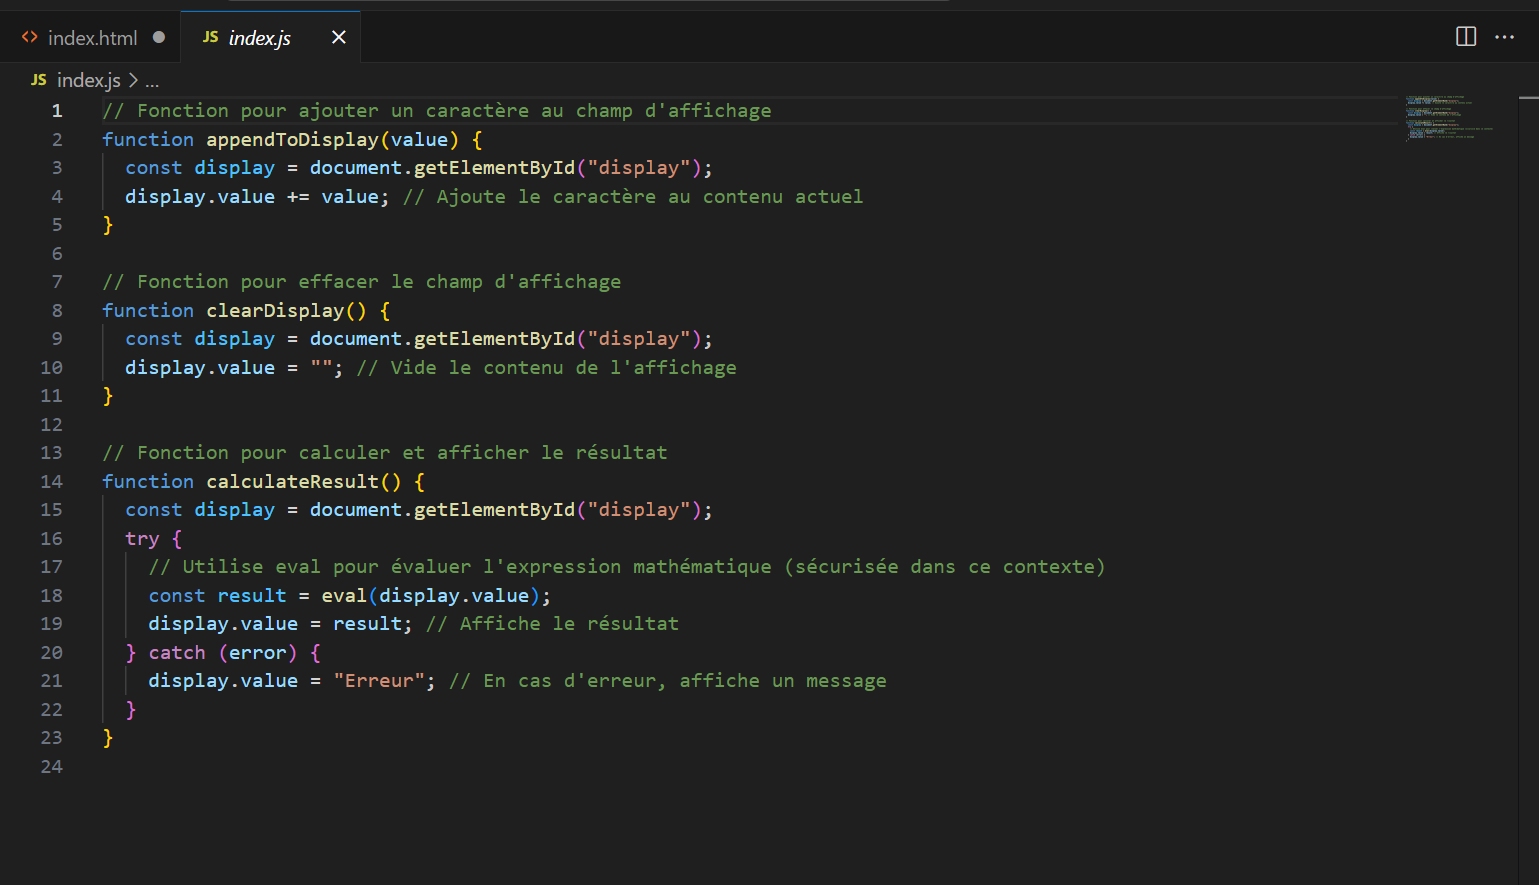 index.html
JS index.js
JS index.js > ...
1 // Fonction pour ajouter un caractère au champ d'affichage
2 function appendToDisplay(value) {
3 const display = document.getElementById("display");
4 display.value += value; // Ajoute le caractère au contenu actuel
5 }
6
7 // Fonction pour effacer le champ d'affichage
8 function clearDisplay() {
9 const display = document.getElementById("display");
10 display.value = ""; // Vide le contenu de l'affichage
11 }
12
13 // Fonction pour calculer et afficher le résultat
14 function calculateResult() {
15 const display = document.getElementById("display");
16 try {
17 // Utilise eval pour évaluer l'expression mathématique (sécurisée dans ce contexte)
18 const result = eval(display.value);
19 display.value = result; // Affiche le résultat
20 } catch (error) {
21 display.value = "Erreur"; // En cas d'erreur, affiche un message
22 }
23 }
24